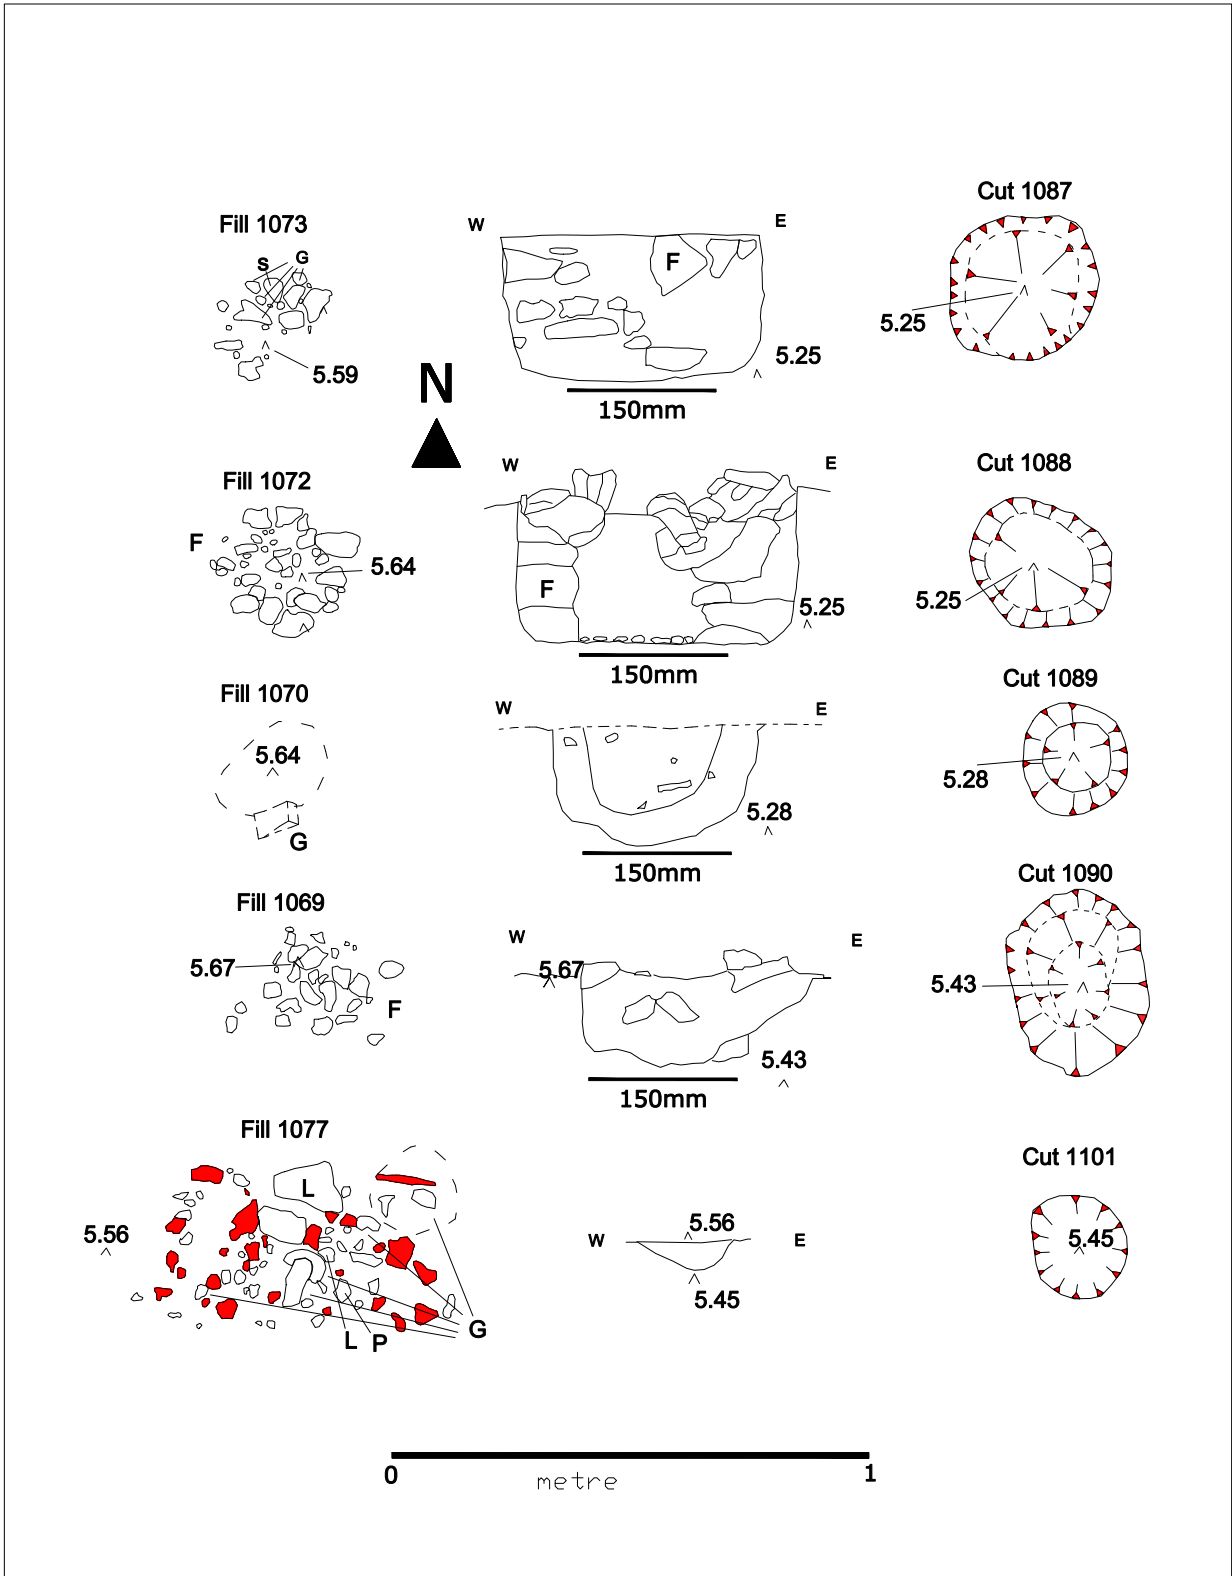 Cut 1087
Fill 1073
W
E
S
G
F
5.25
5.59
5.25
N
150mm
Fill 1072
W
E
Cut 1088
F
5.64
F
5.25
5.25
150mm
Fill 1070
W
E
Cut 1089
5.64
G
5.28
5.28
150mm
Fill 1069
W
E
Cut 1090
5.67
5.67
F
5.43
5.43
150mm
Fill 1077
Cut 1101
L
5.56
W
5.56
E
5.45
5.45
L P
G
0
metre
1